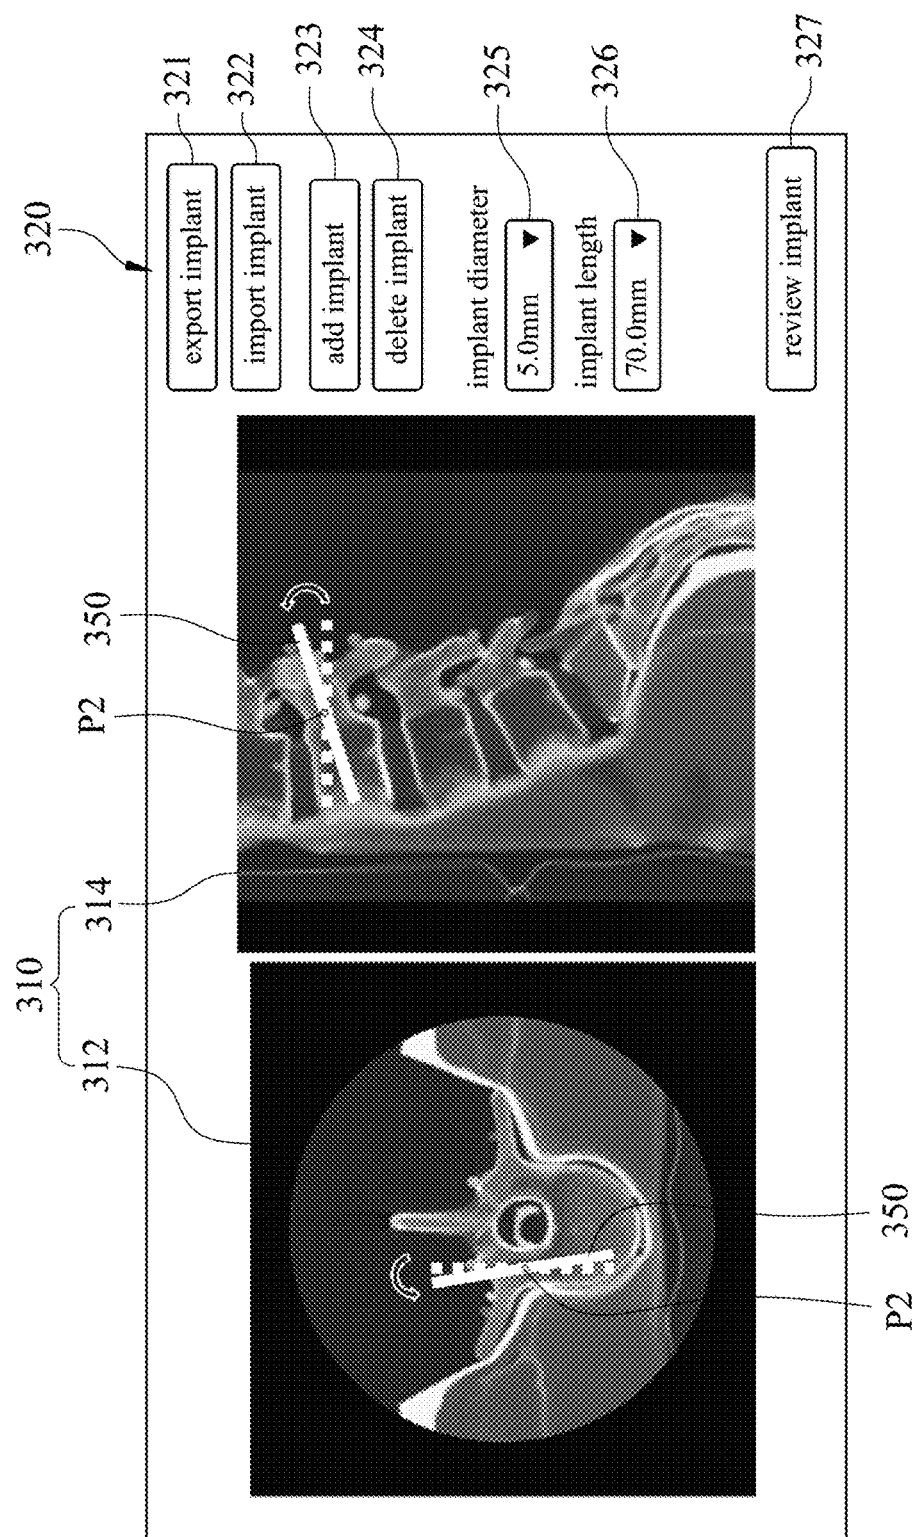 310
312
314
P2
350
320
export implant
321
import implant
322
add implant
323
delete implant
324
implant diameter
5.0mm ▼
325
implant length
70.0mm ▼
326
review implant
327
P2
350